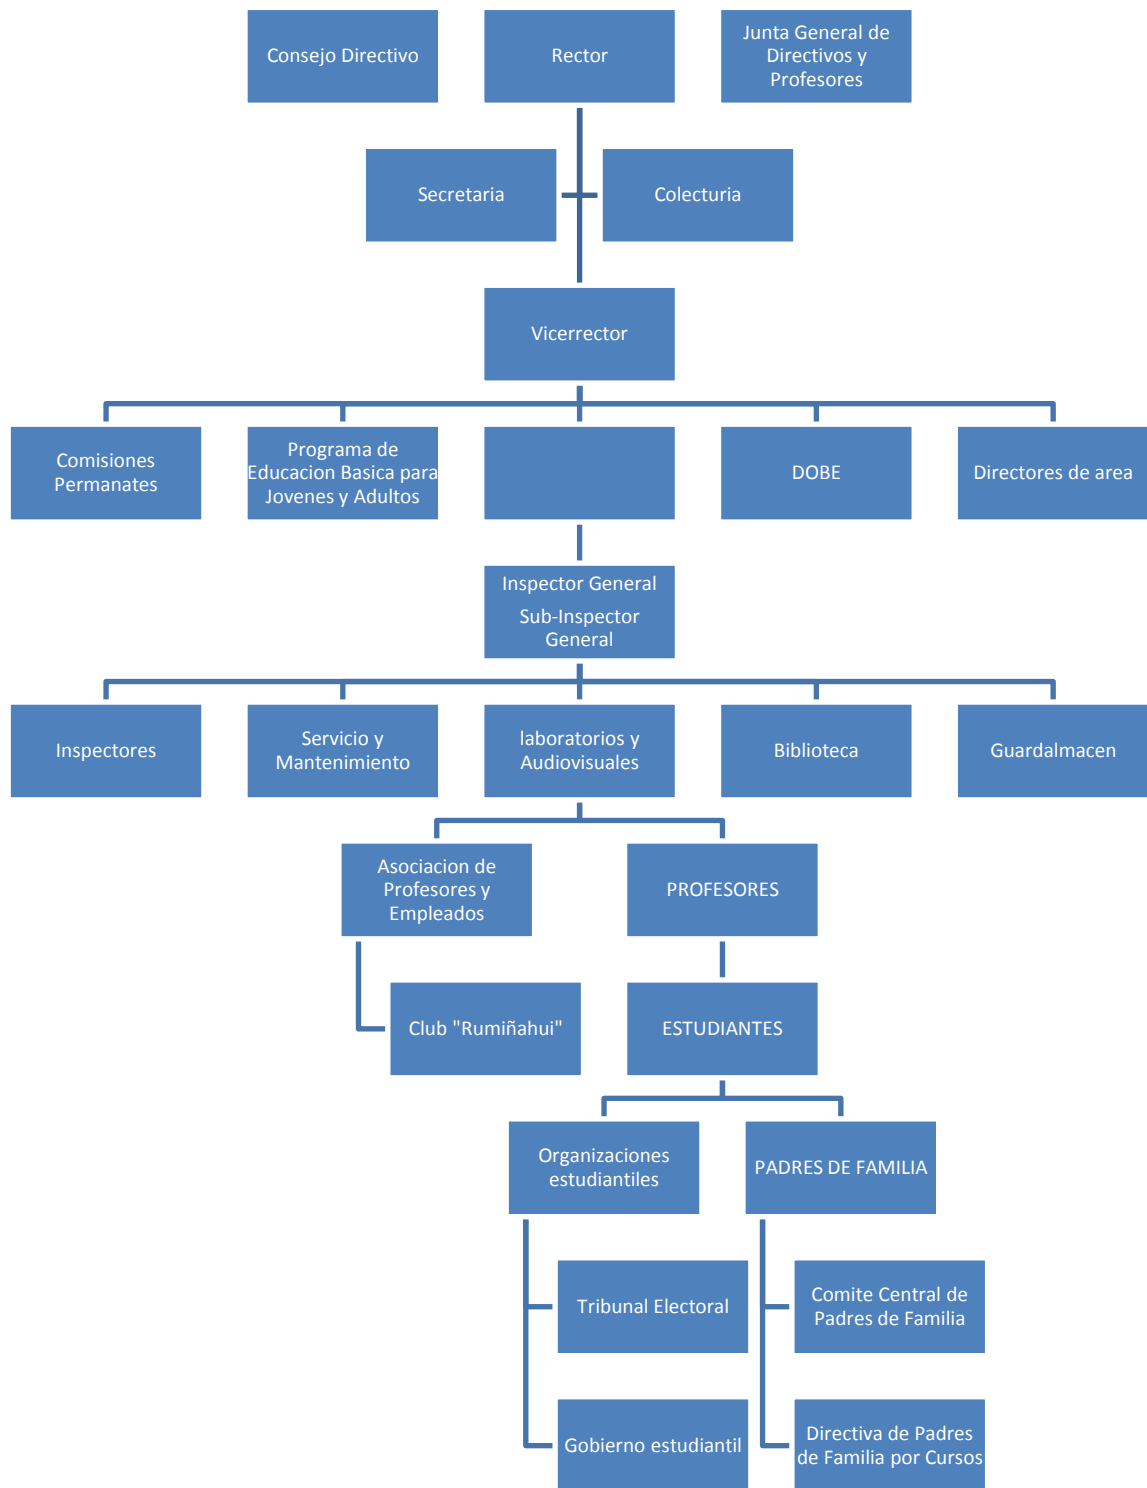 Consejo Directivo
Rector
Junta General de
Directivos y
Profesores
Secretaria
Colecturia
Vicerrector
Comisiones
Permanates
Programa de
Educacion Basica para
Jovenes y Adultos
DOBE
Directores de area
Inspector General
Sub-Inspector
General
Inspectores
Servicio y
Mantenimiento
laboratorios y
Audiovisuales
Biblioteca
Guardalmacen
Asociacion de
Profesores y
Empleados
PROFESORES
Club "Rumiñahui"
ESTUDIANTES
Organizaciones
estudiantiles
PADRES DE FAMILIA
Tribunal Electoral
Comite Central de
Padres de Familia
Gobierno estudiantil
Directiva de Padres
de Familia por Cursos